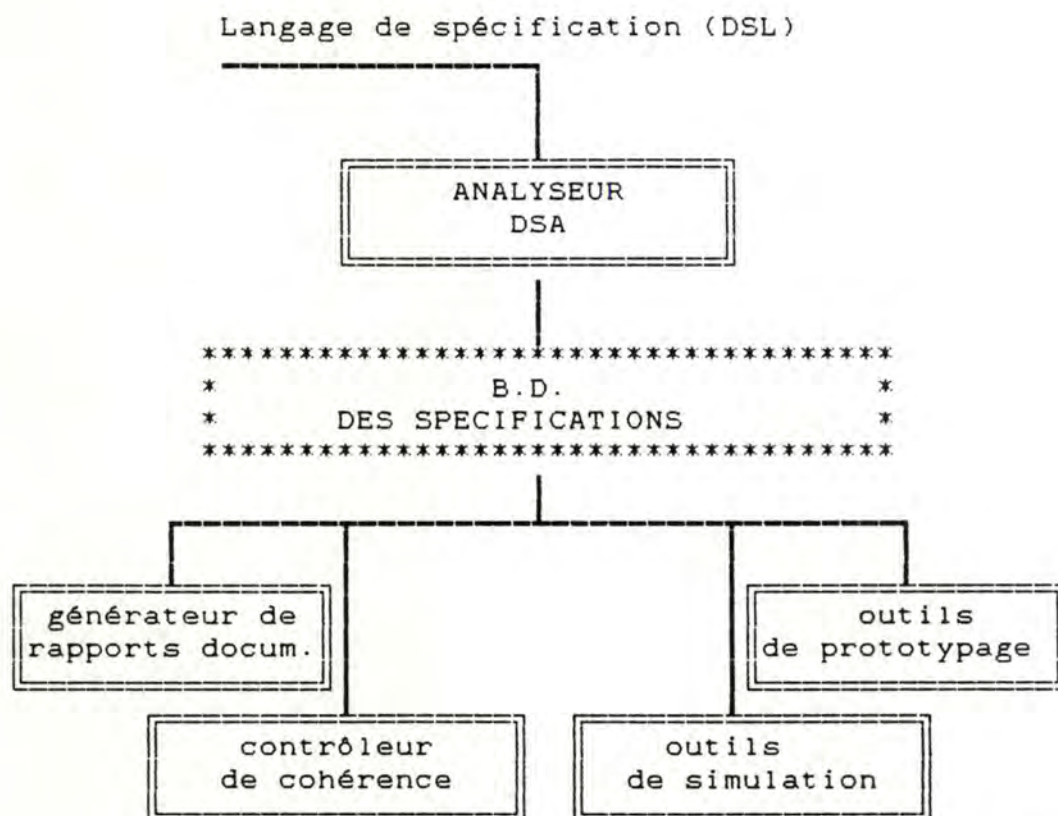 Langage de spécification (DSL)
ANALYSEUR
DSA
B.D.
DES SPECIFICATIONS
générateur de
rapports docum.
outils
de prototypage
contrôleur
de cohérence
outils
de simulation